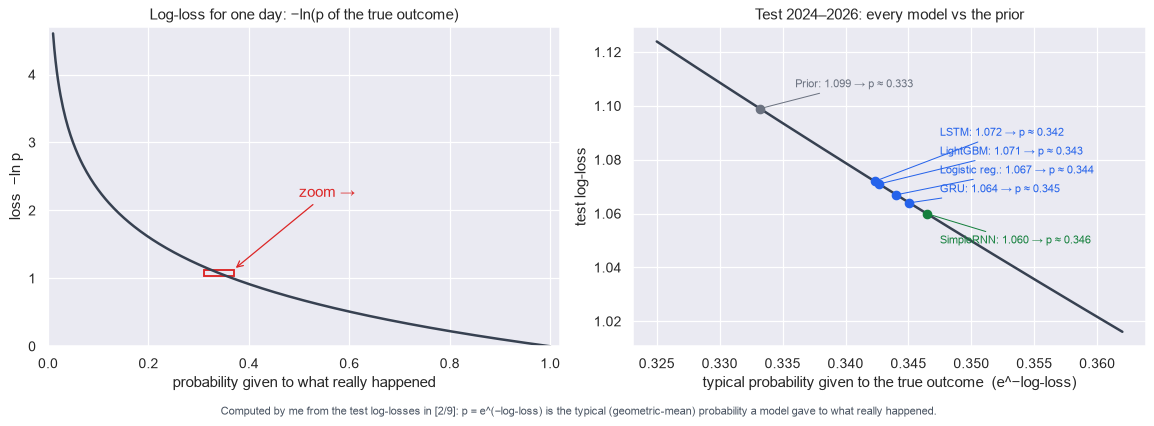 Log-loss for one day: −ln(p of the true outcome)
4
3
2
1
0
0.0
0.2
0.4
0.6
0.8
1.0
loss −ln p
probability given to what really happened
zoom →
Test 2024–2026: every model vs the prior
1.12
1.10
1.08
1.06
1.04
1.02
0.325
0.330
0.335
0.340
0.345
0.350
0.355
0.360
test log-loss
typical probability given to the true outcome (e^−log-loss)
Prior: 1.099 → p ≈ 0.333
LSTM: 1.072 → p ≈ 0.342
LightGBM: 1.071 → p ≈ 0.343
Logistic reg.: 1.067 → p ≈ 0.344
GRU: 1.064 → p ≈ 0.345
SimpleRNN: 1.060 → p ≈ 0.346
Computed by me from the test log-losses in [2/9]: p = e^(−log-loss) is the typical (geometric-mean) probability a model gave to what really happened.